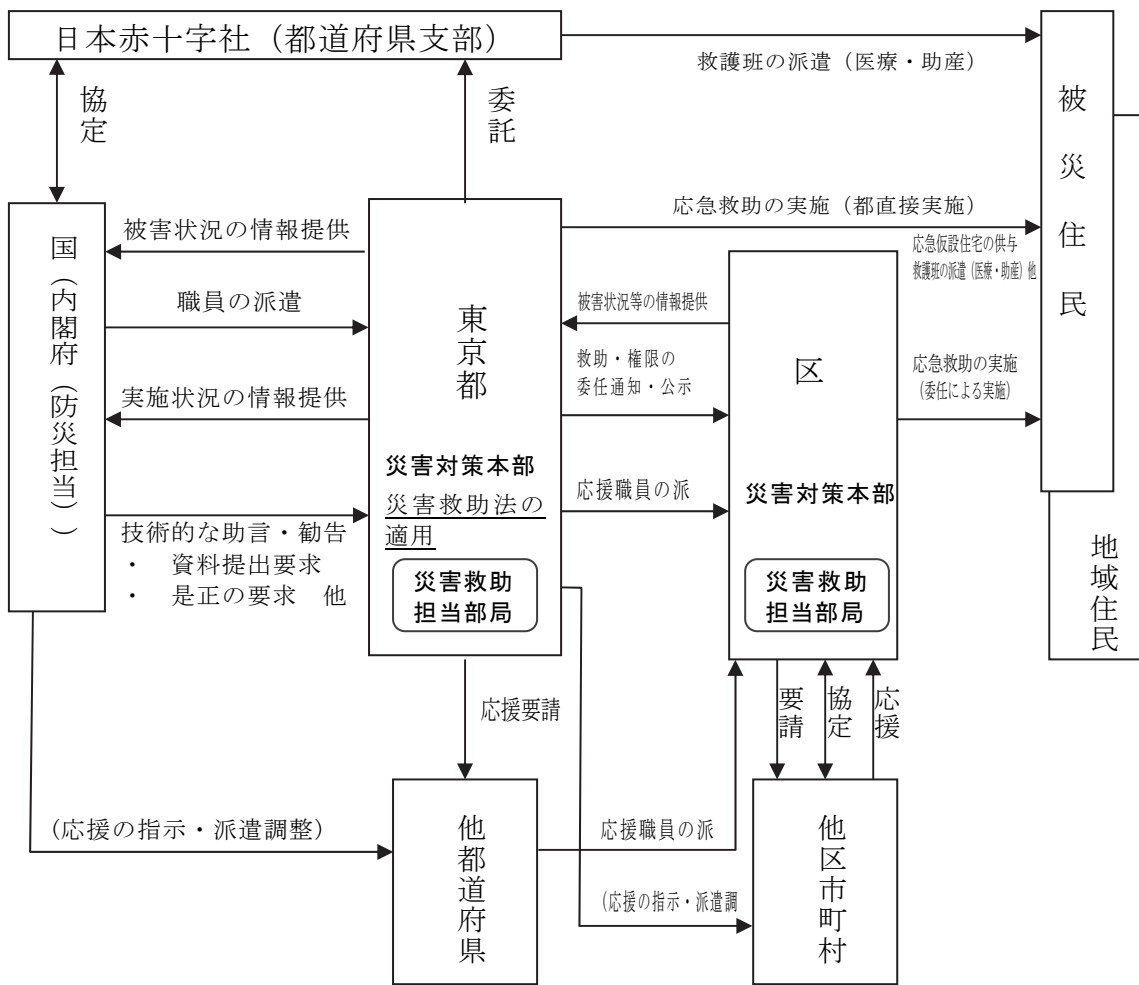 日本赤十字社（都道府県支部）
救護班の派遣（医療・助産）
協定
委託
被災住民
地域住民
国（内閣府（防災担当））
被害状況の情報提供
職員の派遣
実施状況の情報提供
技術的な助言・勧告
・　資料提出要求
・　是正の要求　他
東京都
災害対策本部
災害救助法の
適用
災害救助
担当部局
応急救助の実施（都直接実施）
応急仮設住宅の供与
救護班の派遣（医療・助産）他
被害状況等の情報提供
救助・権限の
委任通知・公示
応援職員の派
区
災害対策本部
災害救助
担当部局
応急救助の実施
（委任による実施）
応援要請
要請
協定
応援
(応援の指示・派遣調整）
他都道府県
応援職員の派
(応援の指示・派遣調
他区市町村